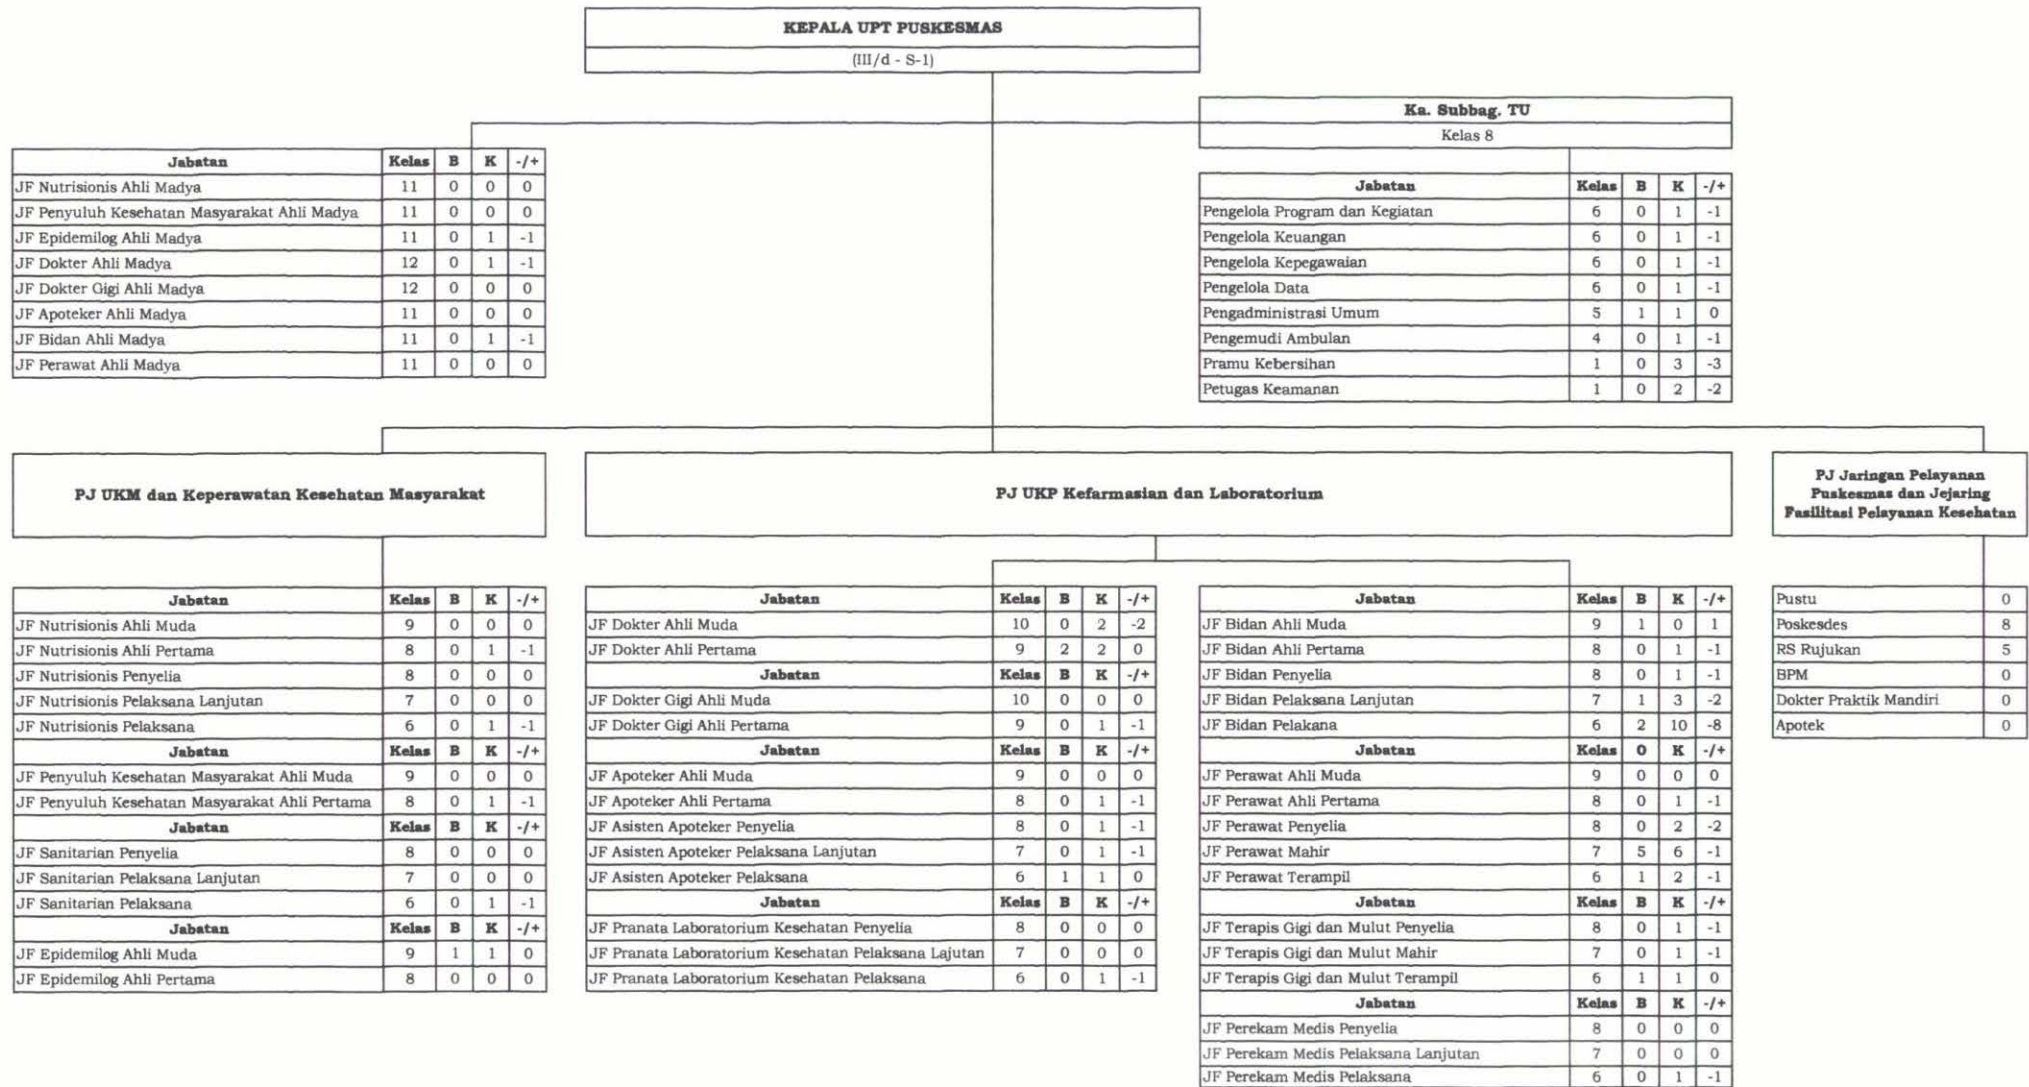 KEPALA UPT PUSKESMAS
(III/d - S-1)
Ka. Subbag. TU
Kelas 8
Jabatan Kelas B K -/+
JF Nutrisionis Ahli Madya 11 0 0 0
JF Penyuluh Kesehatan Masyarakat Ahli Madya 11 0 0 0
JF Epidemilog Ahli Madya 11 0 1 -1
JF Dokter Ahli Madya 12 0 1 -1
JF Dokter Gigi Ahli Madya 12 0 0 0
JF Apoteker Ahli Madya 11 0 0 0
JF Bidan Ahli Madya 11 0 1 -1
JF Perawat Ahli Madya 11 0 0 0
Jabatan Kelas B K -/+
Pengelola Program dan Kegiatan 6 0 1 -1
Pengelola Keuangan 6 0 1 -1
Pengelola Kepegawaian 6 0 1 -1
Pengelola Data 6 0 1 -1
Pengadministrasi Umum 5 1 1 0
Pengemudi Ambulan 4 0 1 -1
Pramu Kebersihan 1 0 3 -3
Petugas Keamanan 1 0 2 -2
PJ UKM dan Keperawatan Kesehatan Masyarakat
PJ UKP Kefarmasian dan Laboratorium
PJ Jaringan Pelayanan
Puskesmas dan Jejaring
Fasilitasi Pelayanan Kesehatan
Jabatan Kelas B K -/+
JF Nutrisionis Ahli Muda 9 0 0 0
JF Nutrisionis Ahli Pertama 8 0 1 -1
JF Nutrisionis Penyelia 8 0 0 0
JF Nutrisionis Pelaksana Lanjutan 7 0 0 0
JF Nutrisionis Pelaksana 6 0 1 -1
Jabatan Kelas B K -/+
JF Penyuluh Kesehatan Masyarakat Ahli Muda 9 0 0 0
JF Penyuluh Kesehatan Masyarakat Ahli Pertama 8 0 1 -1
Jabatan Kelas B K -/+
JF Sanitarian Penyelia 8 0 0 0
JF Sanitarian Pelaksana Lanjutan 7 0 0 0
JF Sanitarian Pelaksana 6 0 1 -1
Jabatan Kelas B K -/+
JF Epidemilog Ahli Muda 9 1 1 0
JF Epidemilog Ahli Pertama 8 0 0 0
Jabatan Kelas B K -/+
JF Dokter Ahli Muda 10 0 2 -2
JF Dokter Ahli Pertama 9 2 2 0
Jabatan Kelas B K -/+
JF Dokter Gigi Ahli Muda 10 0 0 0
JF Dokter Gigi Ahli Pertama 9 0 1 -1
Jabatan Kelas B K -/+
JF Apoteker Ahli Muda 9 0 0 0
JF Apoteker Ahli Pertama 8 0 1 -1
JF Asisten Apoteker Penyelia 8 0 1 -1
JF Asisten Apoteker Pelaksana Lanjutan 7 0 1 -1
JF Asisten Apoteker Pelaksana 6 1 1 0
Jabatan Kelas B K -/+
JF Pranata Laboratorium Kesehatan Penyelia 8 0 0 0
JF Pranata Laboratorium Kesehatan Pelaksana Lajutan 7 0 0 0
JF Pranata Laboratorium Kesehatan Pelaksana 6 0 1 -1
Jabatan Kelas B K -/+
JF Bidan Ahli Muda 9 1 0 1
JF Bidan Ahli Pertama 8 0 1 -1
JF Bidan Penyelia 8 0 1 -1
JF Bidan Pelaksana Lanjutan 7 1 3 -2
JF Bidan Pelakana 6 2 10 -8
Jabatan Kelas 0 K -/+
JF Perawat Ahli Muda 9 0 0 0
JF Perawat Ahli Pertama 8 0 1 -1
JF Perawat Penyelia 8 0 2 -2
JF Perawat Mahir 7 5 6 -1
JF Perawat Terampil 6 1 2 -1
Jabatan Kelas B K -/+
JF Terapis Gigi dan Mulut Penyelia 8 0 1 -1
JF Terapis Gigi dan Mulut Mahir 7 0 1 -1
JF Terapis Gigi dan Mulut Terampil 6 1 1 0
Jabatan Kelas B K -/+
JF Perekam Medis Penyelia 8 0 0 0
JF Perekam Medis Pelaksana Lanjutan 7 0 0 0
JF Perekam Medis Pelaksana 6 0 1 -1
Pustu 0
Poskesdes 8
RS Rujukan 5
BPM 0
Dokter Praktik Mandiri 0
Apotek 0